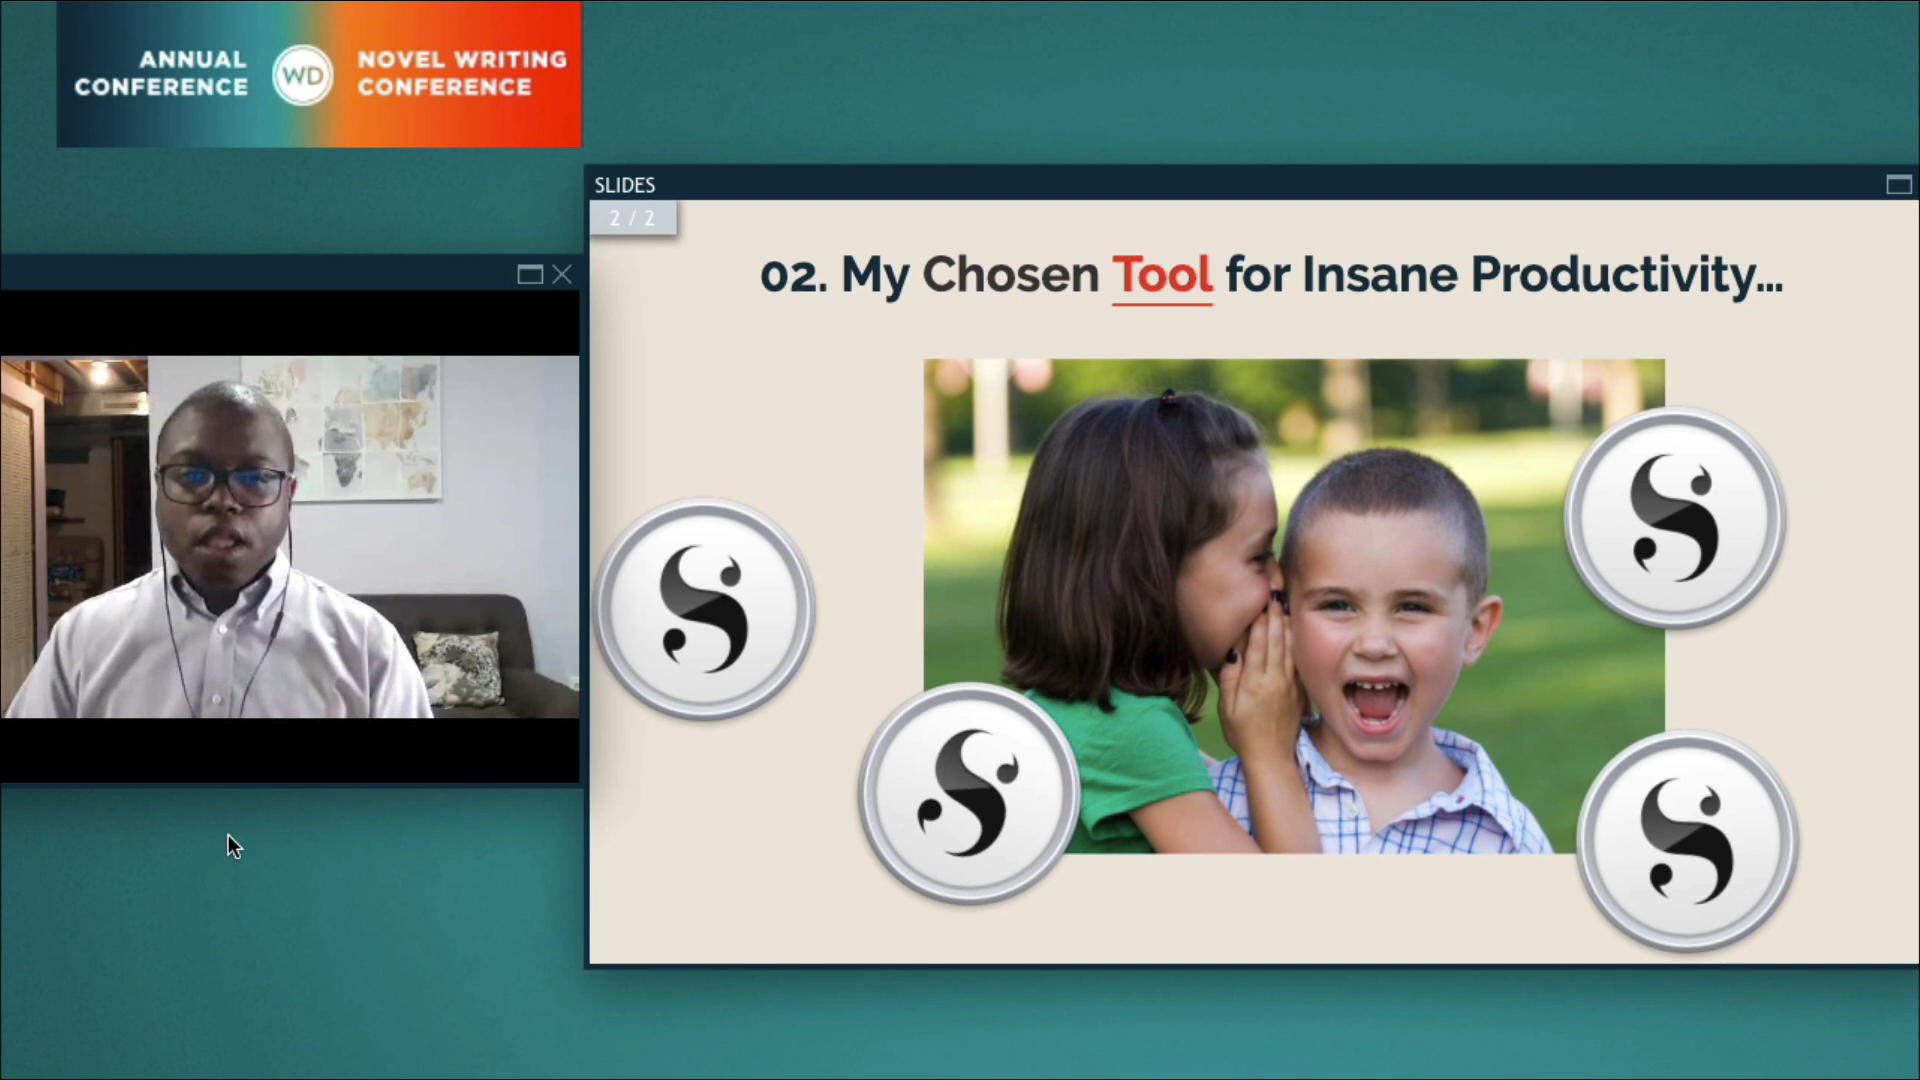 ANNUAL
CONFERENCE
WD
NOVEL WRITING
CONFERENCE
SLIDES
2 / 2
02. My Chosen Tool for Insane Productivity...